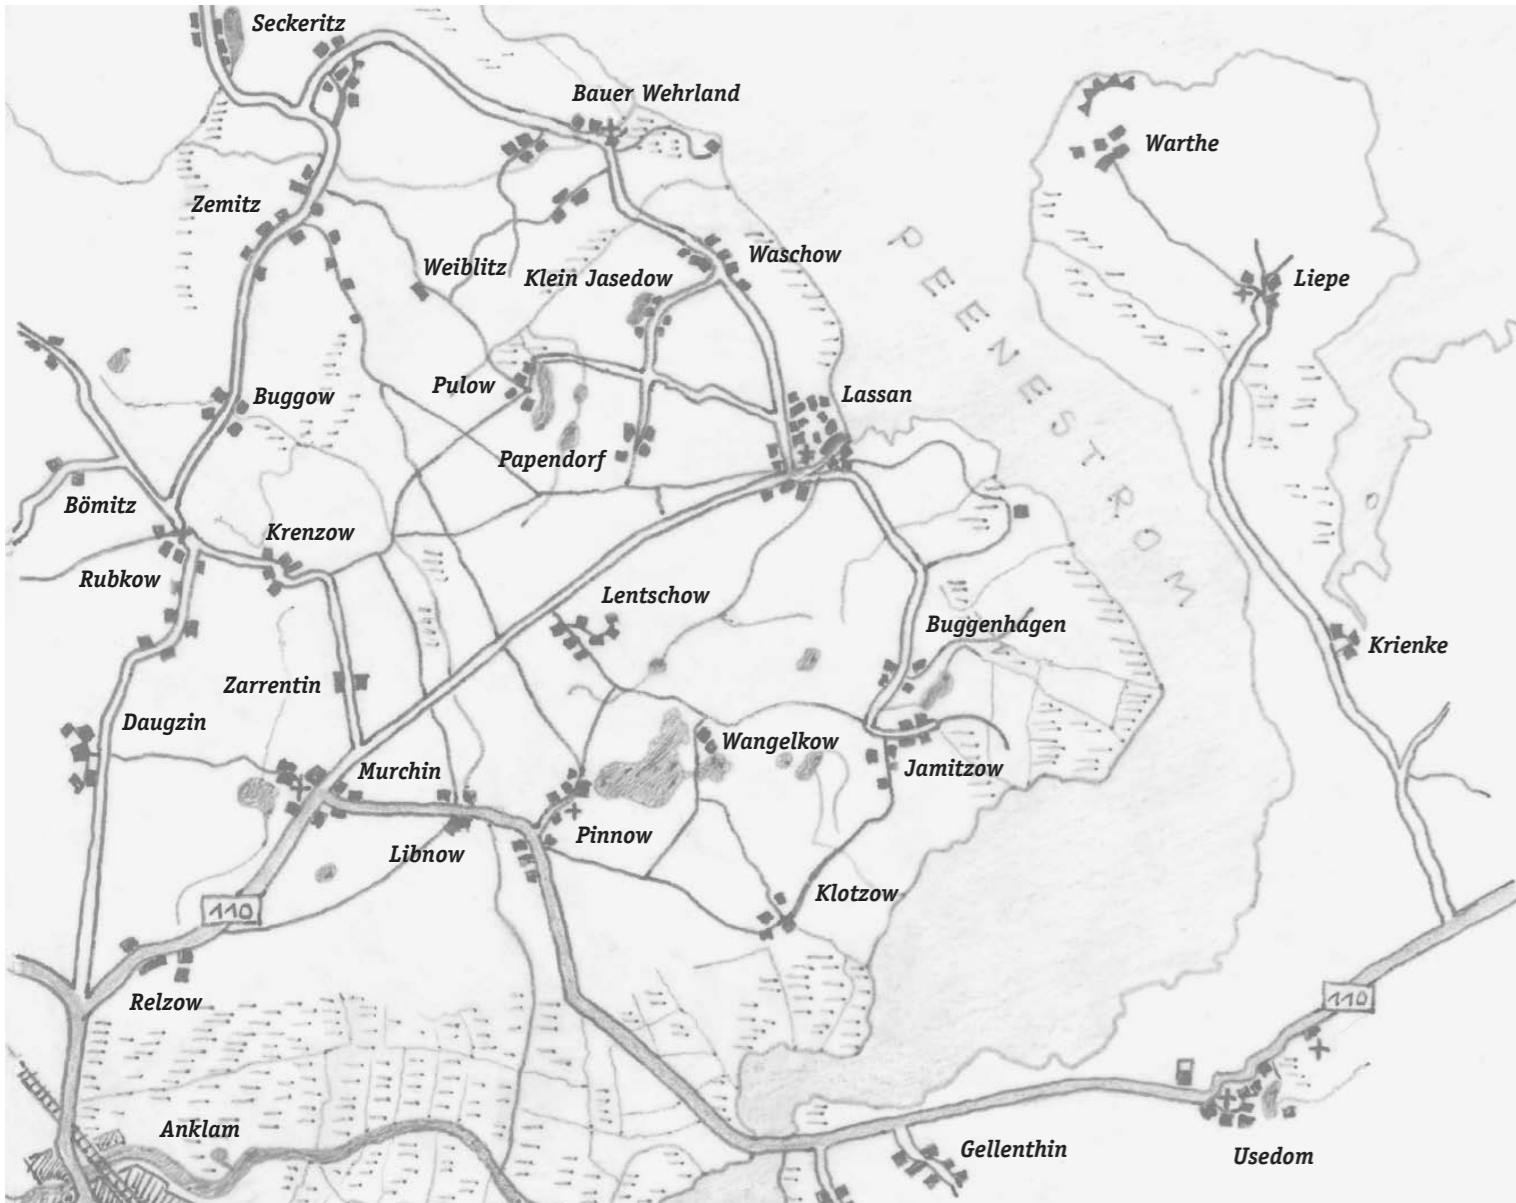 Seckeritz
Bauer Wehrland
Warthe
Zemitz
Weiblitz
Klein Jasedow
Waschow
Liepe
PEENESTROM
Buggow
Pulow
Lassan
Papendorf
Bömitz
Krenzow
Rubkow
Lentschow
Buggenhagen
Krienke
Zarrentin
Daugzin
Wangelkow
Murchin
Jamitzow
Libnow
Pinnow
Klotzow
110
Relzow
110
Anklam
Gellenthin
Usedom